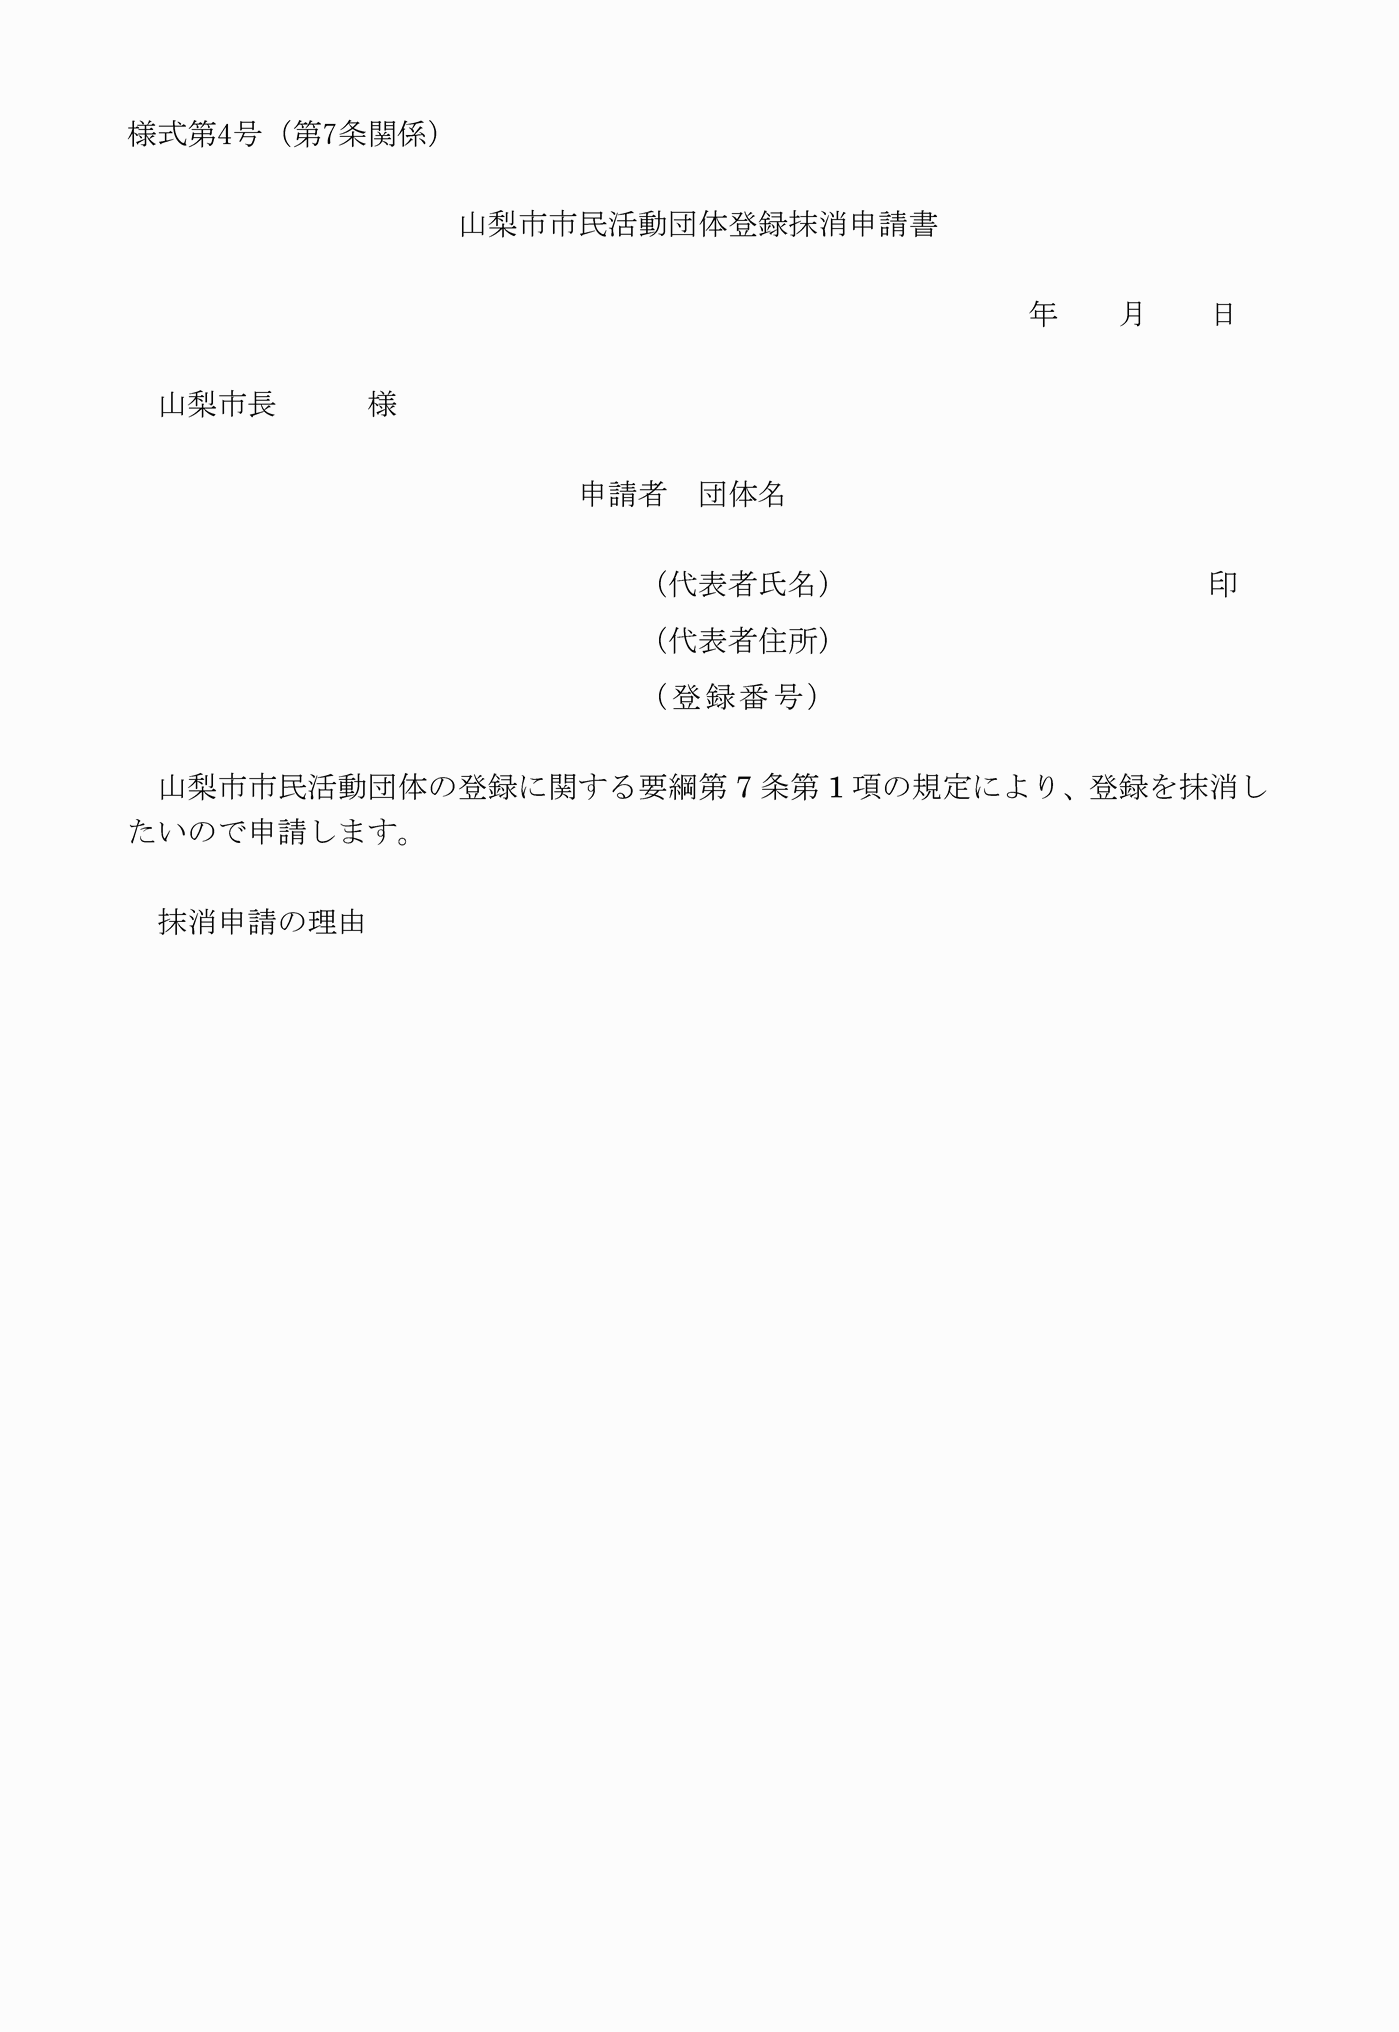 様式第4号（第7条関係）
山梨市市民活動団体登録抹消申請書
年　　月　　日
山梨市長　　　様
申請者　団体名
（代表者氏名）　　　　　　　　　　　　印
（代表者住所）
（登録番号）
山梨市市民活動団体の登録に関する要綱第７条第１項の規定により、登録を抹消し
たいので申請します。
抹消申請の理由